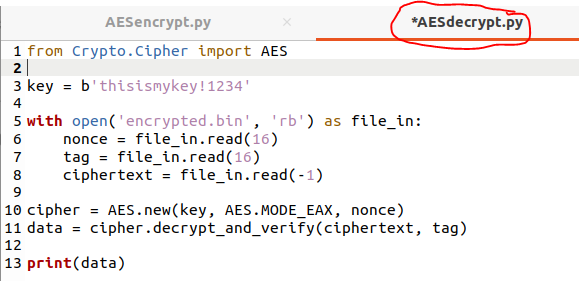 AESencrypt.py × *AESdecrypt.py
1 from Crypto.Cipher import AES
2
3 key = b'thisismykey!1234'
4
5 with open('encrypted.bin', 'rb') as file_in:
6     nonce = file_in.read(16)
7     tag = file_in.read(16)
8     ciphertext = file_in.read(-1)
9
10 cipher = AES.new(key, AES.MODE_EAX, nonce)
11 data = cipher.decrypt_and_verify(ciphertext, tag)
12
13 print(data)